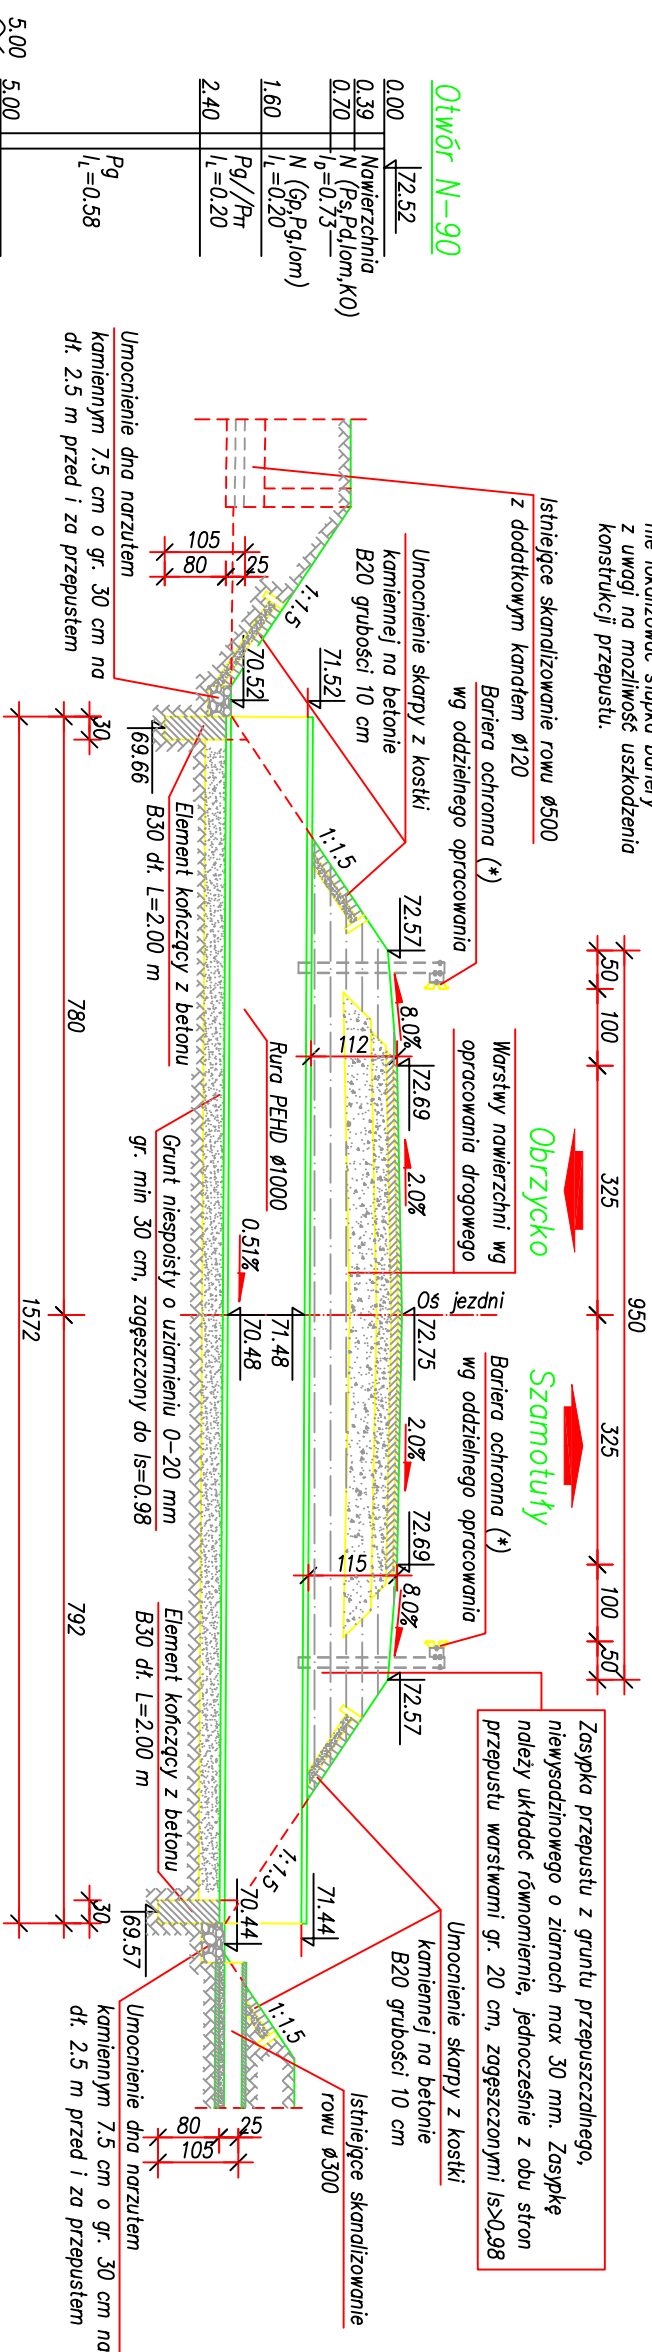 nie lokalizować słupka bariery
z uwagi na możliwość uszkodzenia
konstrukcji przepustu.
Otwór N-90
72.52
0.00
0.39
0.70
1.60
2.40
5.00
5.00
Nawierzchnia
N (Ps,Pd,lom,KO)
ID=0.73
N (Gp,Pg,lom)
IL=0.20
Pg//Pπ
IL=0.20
Pg
IL=0.58
Istniejące skanalizowanie rowu ø500
z dodatkowym kanałem ø120
Bariera ochronna (*)
wg oddzielnego opracowania
Umocnienie skarpy z kostki
kamiennej na betonie
B20 grubości 10 cm
Umocnienie dna narzutem
kamiennym 7.5 cm o gr. 30 cm na
dł. 2.5 m przed i za przepustem
105
80
25
1:1.5
70.52
71.52
1:1.5
72.57
30
69.66
Element kończący z betonu
B30 dł. L=2.00 m
950
50
100
325
325
100
50
Obrzycko
Szamotuły
Warstwy nawierzchni wg
opracowania drogowego
8.0%
72.69
2.0%
112
Oś jezdni
72.75
2.0%
72.69
8.0%
115
72.57
Rura PEHD ø1000
0.51%
71.48
70.48
Grunt niespoisty o uziarnieniu 0-20 mm
gr. min 30 cm, zagęszczony do Is=0.98
780
792
1572
Bariera ochronna (*)
wg oddzielnego opracowania
Zasypka przepustu z gruntu przepuszczalnego,
niewysadzinowego o ziarnach max 30 mm. Zasypkę
należy układać równomiernie, jednocześnie z obu stron
przepustu warstwami gr. 20 cm, zagęszczonymi Is>0,98
Umocnienie skarpy z kostki
kamiennej na betonie
B20 grubości 10 cm
Istniejące skanalizowanie
rowu ø300
1:1.5
71.44
70.44
1:1.5
Element kończący z betonu
B30 dł. L=2.00 m
30
69.57
25
80
105
Umocnienie dna narzutem
kamiennym 7.5 cm o gr. 30 cm na
dł. 2.5 m przed i za przepustem